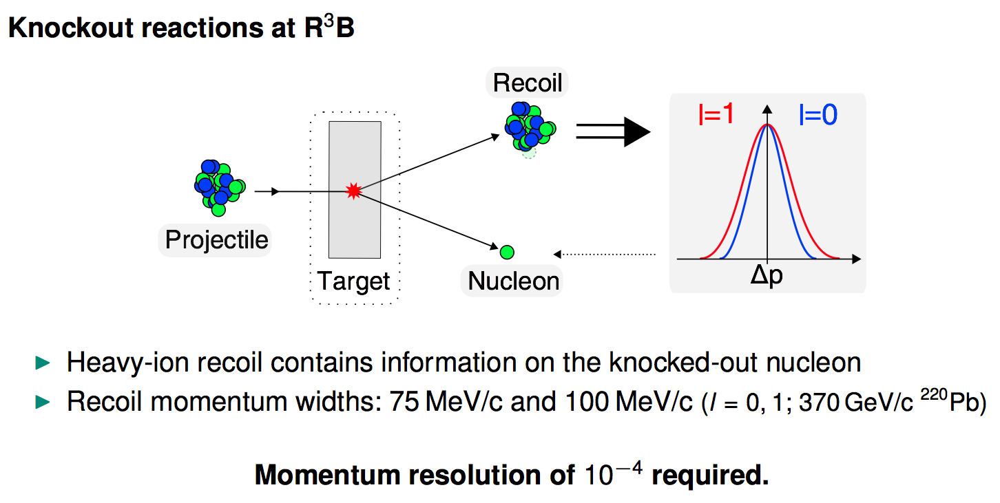 Knockout reactions at R³B
Recoil
l=1
l=0
Projectile
Target
Nucleon
Δp
Heavy-ion recoil contains information on the knocked-out nucleon
Recoil momentum widths: 75 MeV/c and 100 MeV/c (l = 0, 1; 370 GeV/c ²²⁰Pb)
Momentum resolution of 10⁻⁴ required.